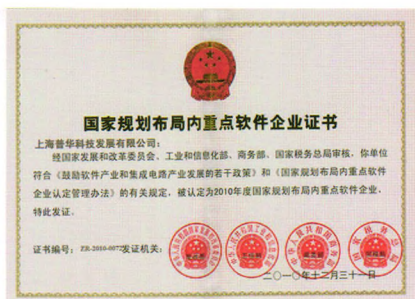 国家规划布局内重点软件企业证书
上海普华科技发展有限公司：
经国家发展和改革委员会、工业和信息化部、商务部、国家税务总局审核，你单位
符合《鼓励软件产业和集成电路产业发展的若干政策》和《国家规划布局内重点软件
企业认定管理办法》的有关规定，被认定为2010年度国家规划布局内重点软件企业，
特此发证。
证书编号：ZR-2010-0072 发证机关：
二〇一〇年十二月三十一日